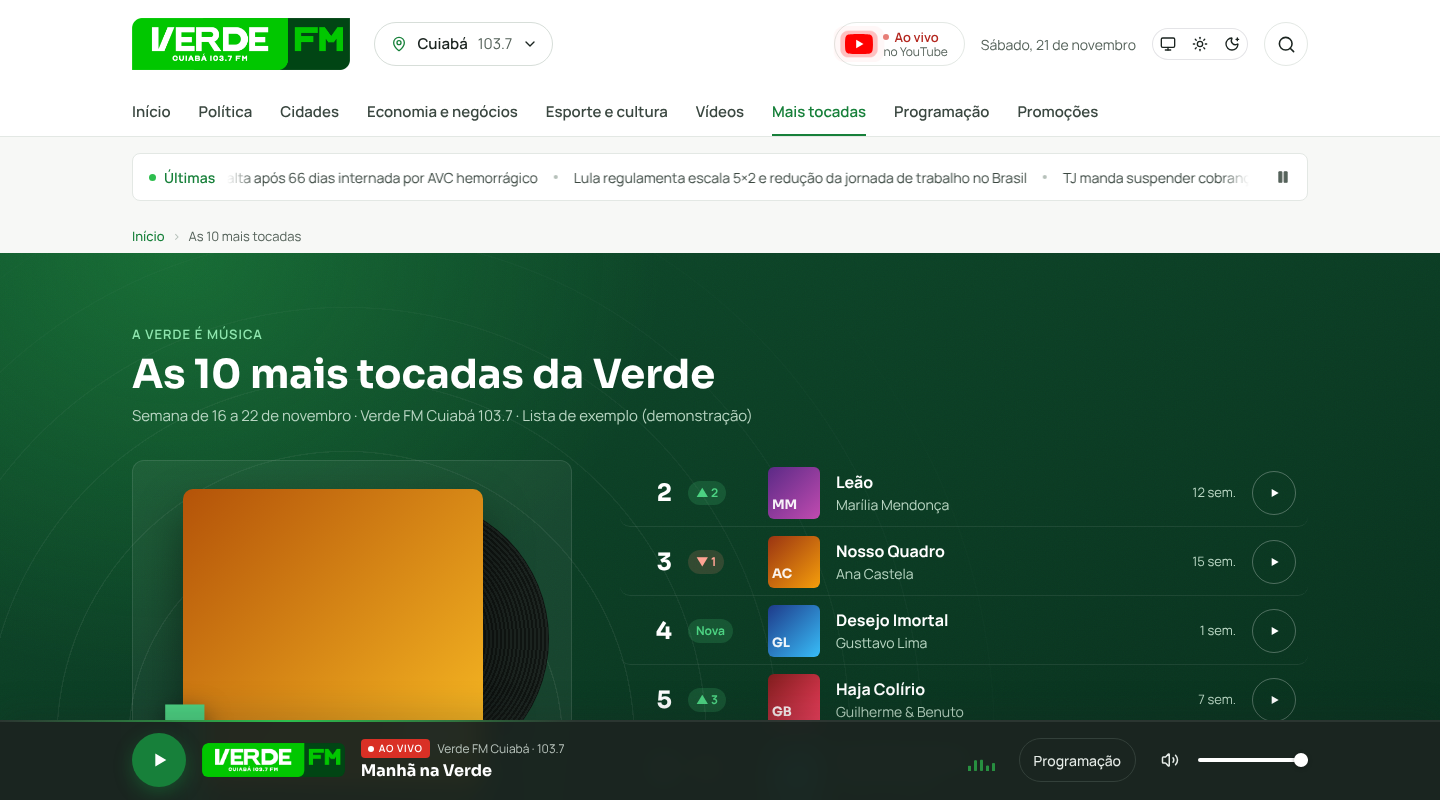 VERDE FM
CUIABÁ 103.7 FM
Cuiabá 103.7
Ao vivo
no YouTube
Sábado, 21 de novembro
Início Política Cidades Economia e negócios Esporte e cultura Vídeos Mais tocadas Programação Promoções
Últimas alta após 66 dias internada por AVC hemorrágico • Lula regulamenta escala 5×2 e redução da jornada de trabalho no Brasil • TJ manda suspender cobranç
Início › As 10 mais tocadas
A VERDE É MÚSICA
As 10 mais tocadas da Verde
Semana de 16 a 22 de novembro · Verde FM Cuiabá 103.7 · Lista de exemplo (demonstração)
2 ▲ 2 MM Leão 12 sem.
Marília Mendonça
3 ▼ 1 AC Nosso Quadro 15 sem.
Ana Castela
4 Nova GL Desejo Imortal 1 sem.
Gusttavo Lima
5 ▲ 3 GB Haja Colírio 7 sem.
Guilherme & Benuto
VERDE FM
CUIABÁ 103.7 FM
AO VIVO Verde FM Cuiabá · 103.7
Manhã na Verde
Programação